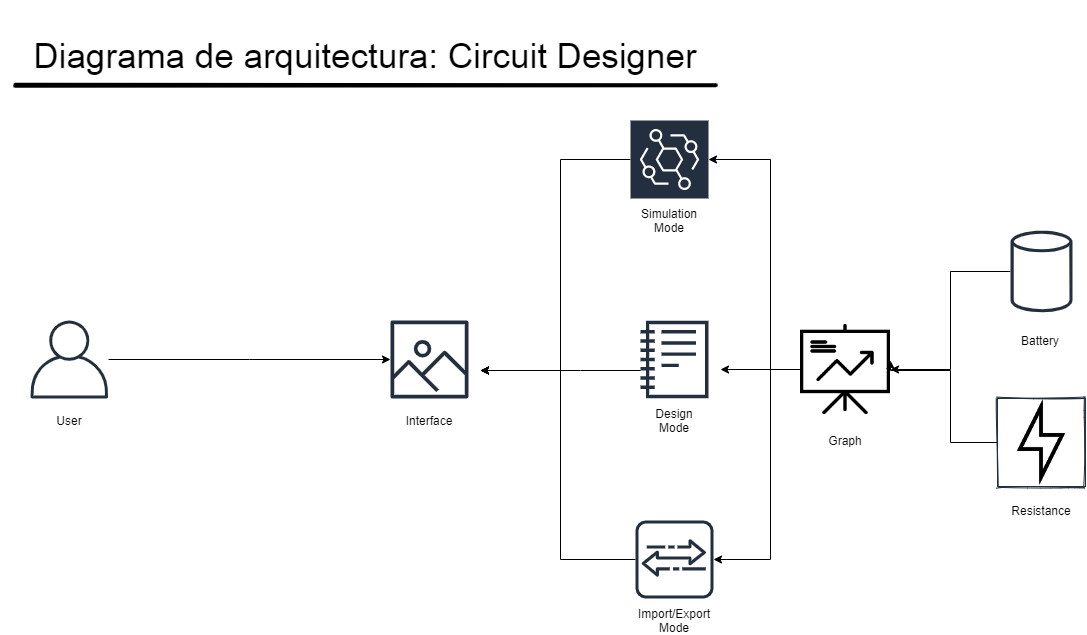 Diagrama de arquitectura: Circuit Designer
Simulation
Mode
Battery
User
Interface
Design
Mode
Graph
Resistance
Import/Export
Mode